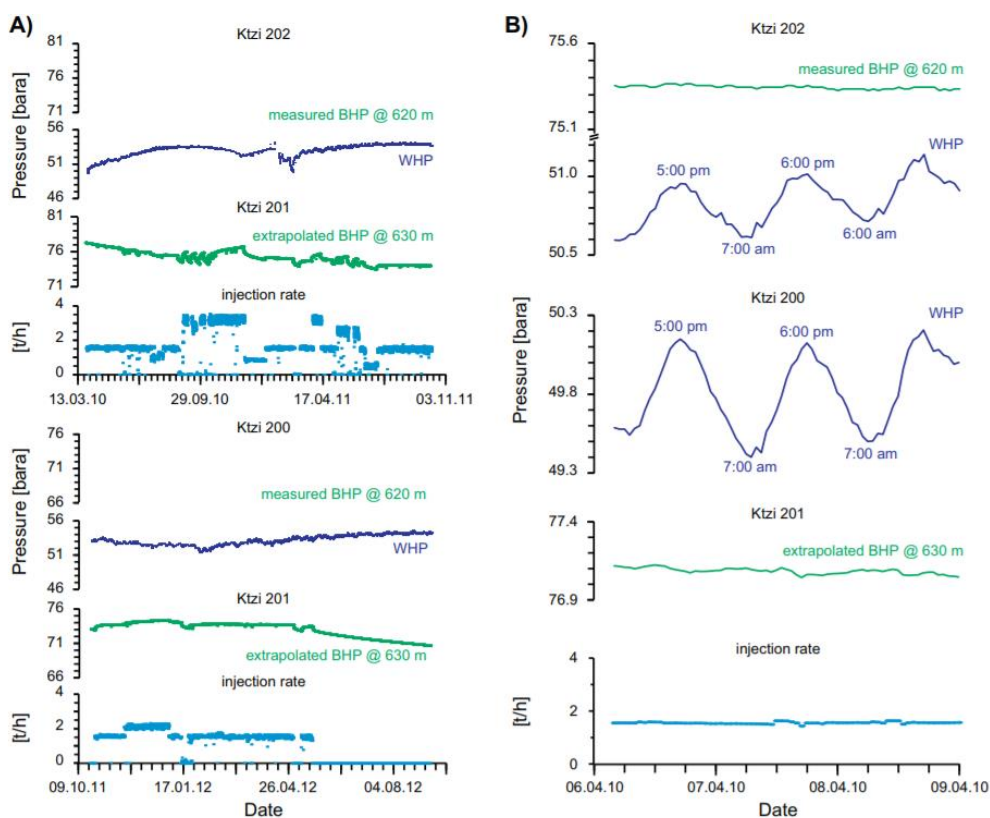 A)
Ktzi 202
81
76
71
measured BHP @ 620 m
56
51
46
WHP
Pressure [bara]
Ktzi 201
81
76
71
extrapolated BHP @ 630 m
injection rate
4
2
0
[t/h]
13.03.10 29.09.10 17.04.11 03.11.11
Ktzi 200
76
71
66
measured BHP @ 620 m
56
51
46
WHP
Pressure [bara]
Ktzi 201
76
71
66
extrapolated BHP @ 630 m
injection rate
4
2
0
[t/h]
09.10.11 17.01.12 26.04.12 04.08.12
Date
B)
Ktzi 202
75.6
measured BHP @ 620 m
75.1
WHP
51.0
5:00 pm
6:00 pm
7:00 am
6:00 am
50.5
Ktzi 200
50.3
WHP
5:00 pm
6:00 pm
49.8
7:00 am
7:00 am
49.3
Pressure [bara]
Ktzi 201
77.4
extrapolated BHP @ 630 m
76.9
injection rate
4
2
0
[t/h]
06.04.10 07.04.10 08.04.10 09.04.10
Date